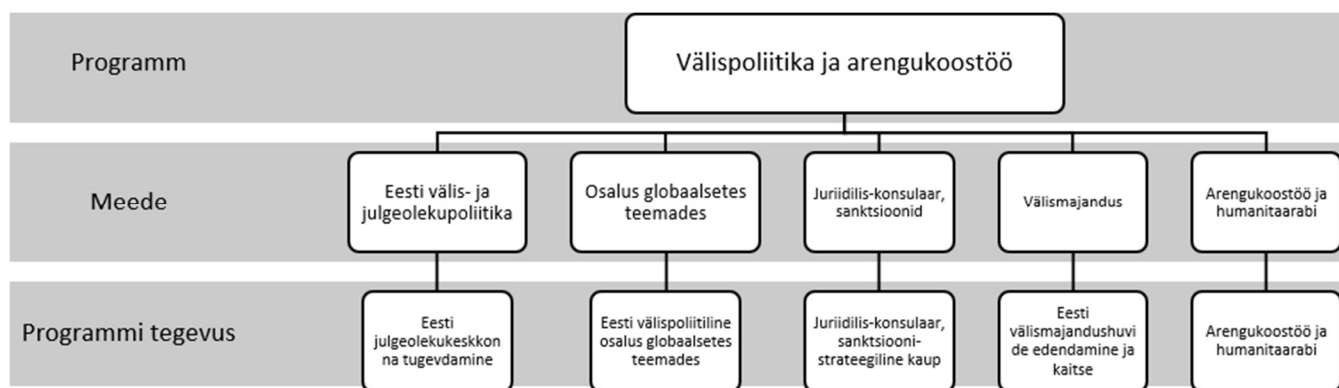 Programm
Välispoliitika ja arengukoostöö
Meede
Eesti välis- ja
julgeolekupoliitika
Osalus globaalsetes
teemades
Juriidilis-konsulaar,
sanktsioonid
Välismajandus
Arengukoostöö ja
humanitaarabi
Programmi tegevus
Eesti
julgeolekukeskkon
na tugevdamine
Eesti välispoliitiline
osalus globaalsetes
teemades
Juriidilis-konsulaar,
sanktsiooni-
strateegiline kaup
Eesti
välismajandushuvi
de edendamine ja
kaitse
Arengukoostöö ja
humanitaarabi